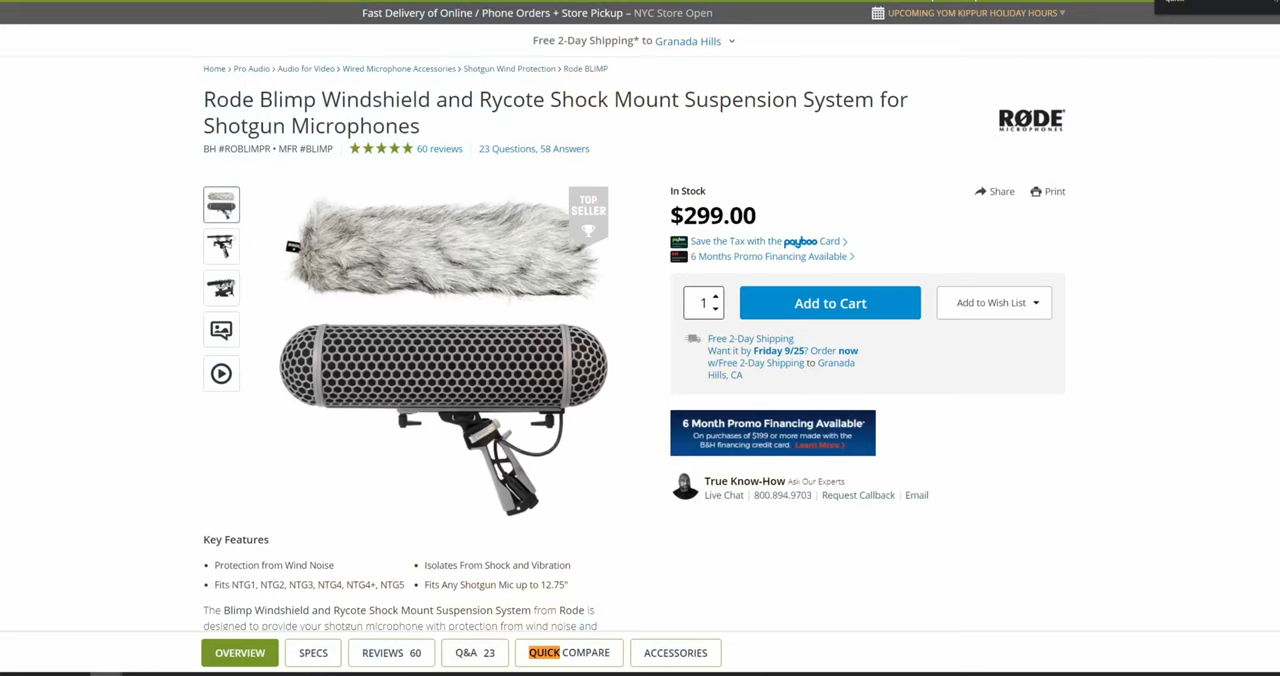 Fast Delivery of Online / Phone Orders + Store Pickup – NYC Store Open
UPCOMING YOM KIPPUR HOLIDAY HOURS
Free 2-Day Shipping* to Granada Hills
Home > Pro Audio > Audio for Video > Wired Microphone Accessories > Shotgun Wind Protection > Rode BLIMP
Rode Blimp Windshield and Rycote Shock Mount Suspension System for
Shotgun Microphones
RØDE
MICROPHONES
BH #ROBLIMPR • MFR #BLIMP
60 reviews
23 Questions, 58 Answers
TOP
SELLER
In Stock
Share
Print
$299.00
Save the Tax with the payboo Card >
6 Months Promo Financing Available >
1
Add to Cart
Add to Wish List
Free 2-Day Shipping
Want it by Friday 9/25? Order now
w/Free 2-Day Shipping to Granada
Hills, CA
6 Month Promo Financing Available*
On purchases of $199 or more made with the
B&H financing credit card. Learn More >
True Know-How Ask Our Experts
Live Chat | 800.894.9703 | Request Callback | Email
Key Features
• Protection from Wind Noise
• Isolates From Shock and Vibration
• Fits NTG1, NTG2, NTG3, NTG4, NTG4+, NTG5
• Fits Any Shotgun Mic up to 12.75"
The Blimp Windshield and Rycote Shock Mount Suspension System from Rode is
designed to provide your shotgun microphone with protection from wind noise and
OVERVIEW
SPECS
REVIEWS 60
Q&A 23
QUICK COMPARE
ACCESSORIES